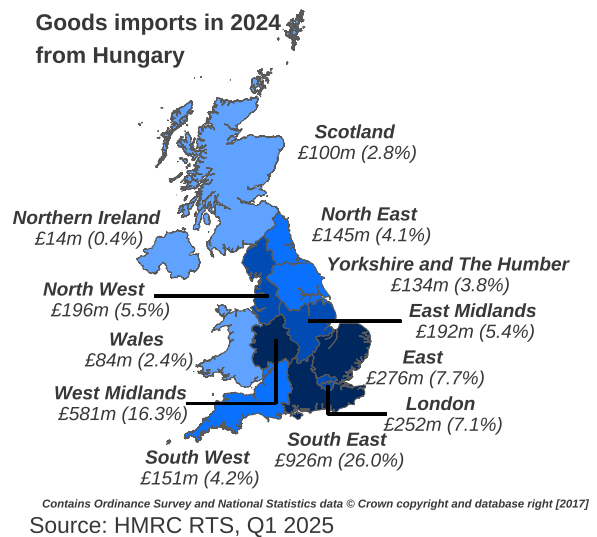 Goods imports in 2024
from Hungary
Scotland
£100m (2.8%)
Northern Ireland
£14m (0.4%)
North East
£145m (4.1%)
Yorkshire and The Humber
£134m (3.8%)
North West
£196m (5.5%)
East Midlands
£192m (5.4%)
Wales
£84m (2.4%)
East
£276m (7.7%)
West Midlands
£581m (16.3%)
London
£252m (7.1%)
South East
£926m (26.0%)
South West
£151m (4.2%)
Contains Ordinance Survey and National Statistics data © Crown copyright and database right [2017]
Source: HMRC RTS, Q1 2025